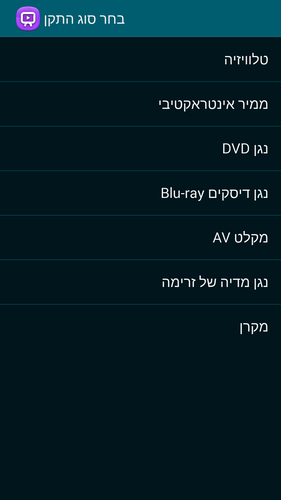 בחר סוג התקן
טלוויזיה
ממיר אינטראקטיבי
נגן DVD
נגן דיסקים Blu-ray
מקלט AV
נגן מדיה של זרימה
מקרן